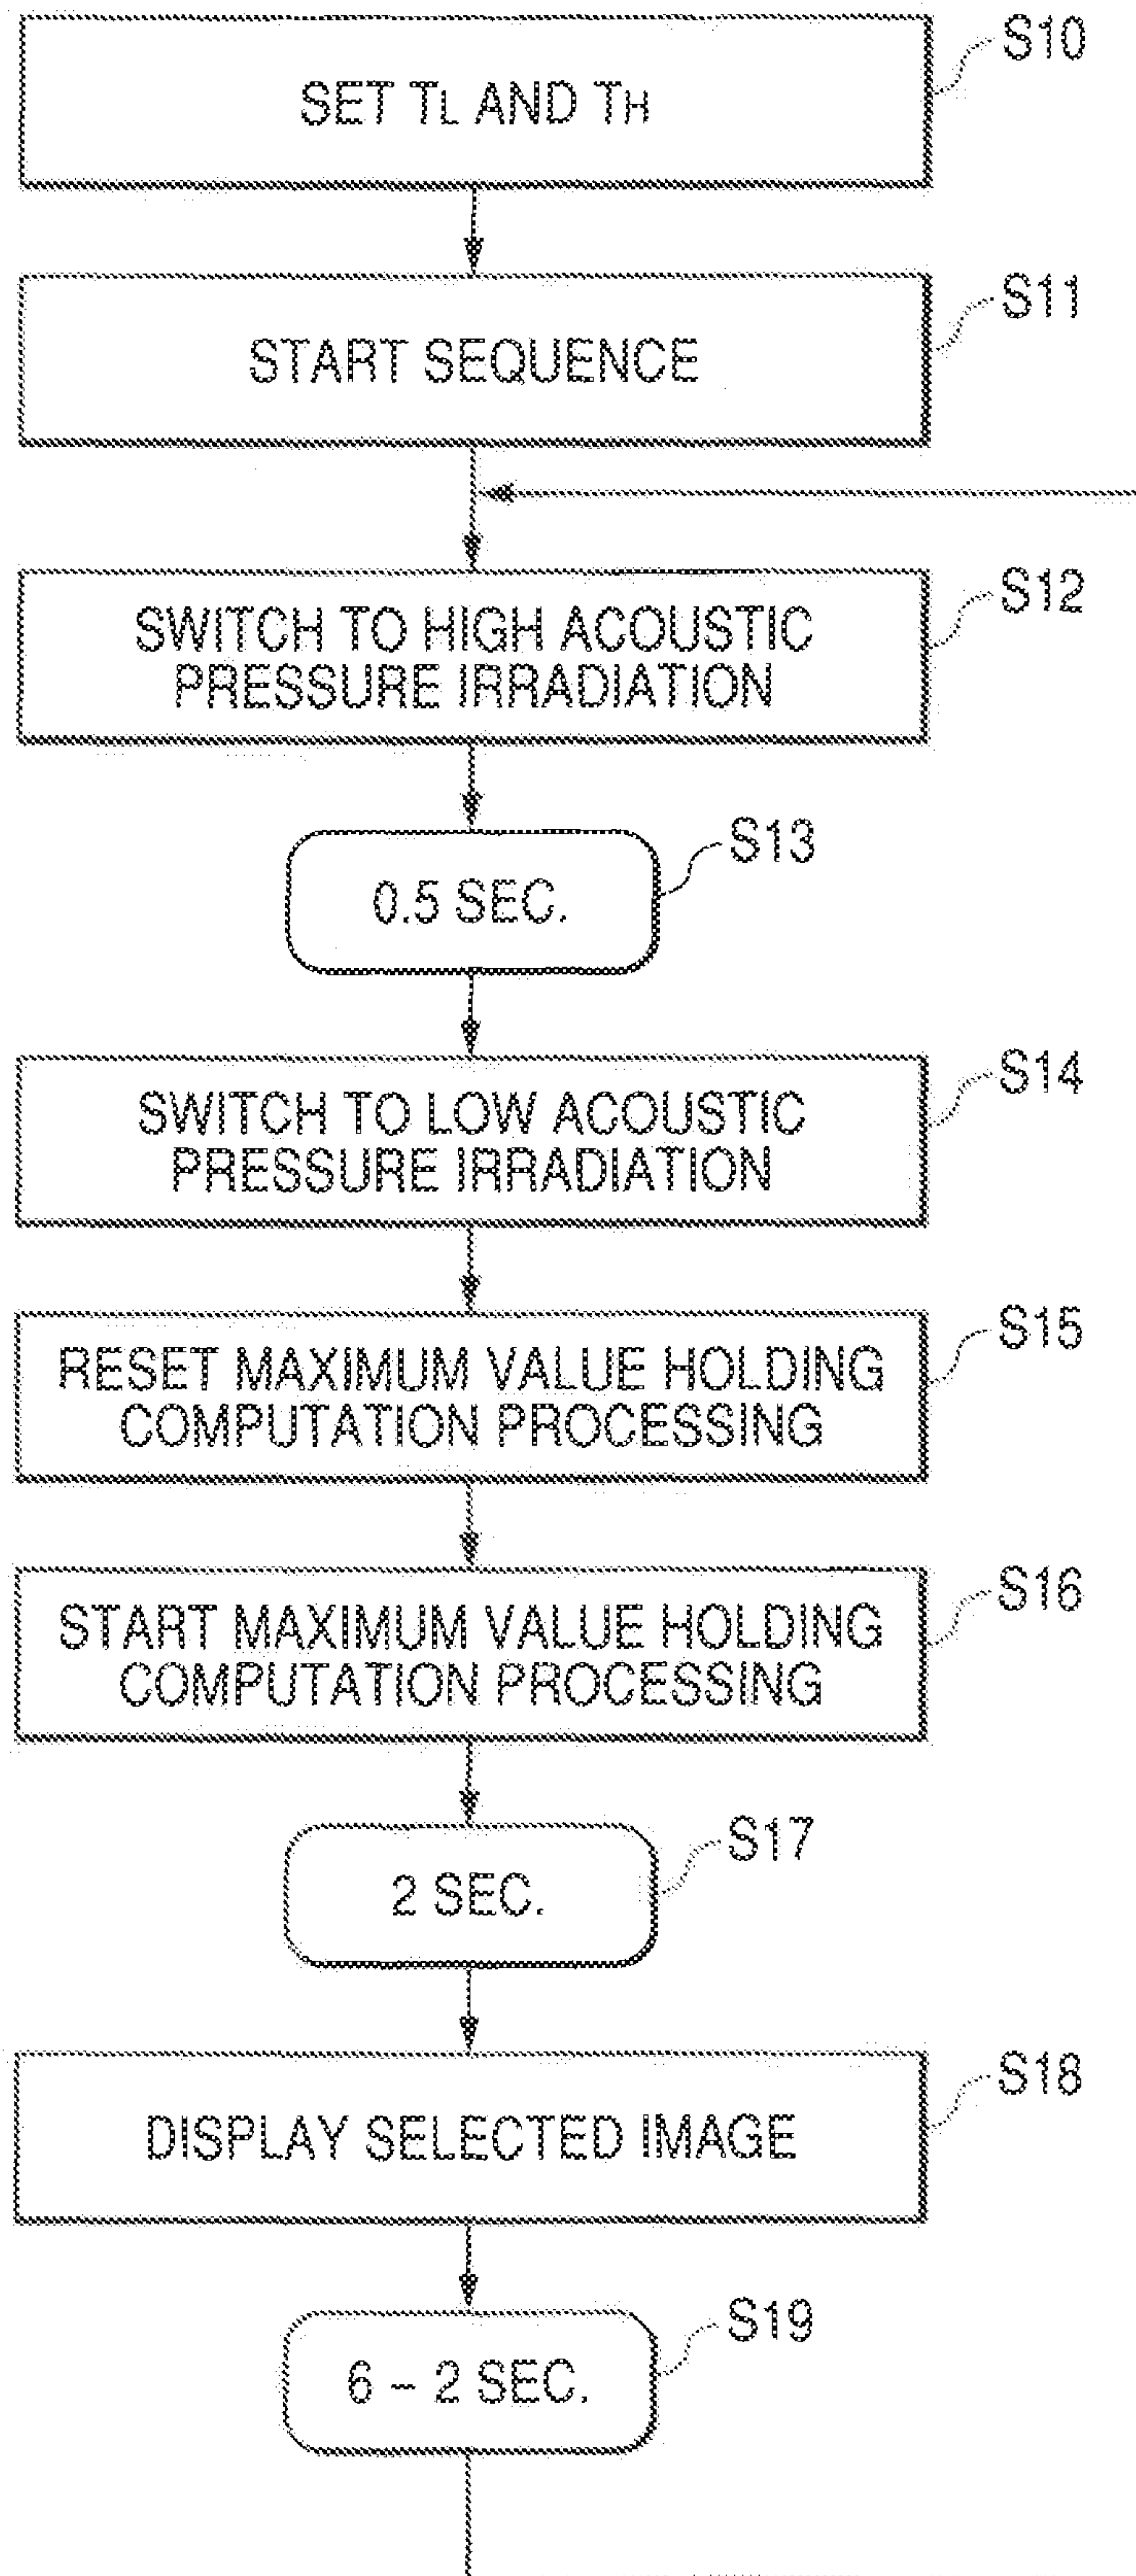 S10
SET TL AND TH
S11
START SEQUENCE
S12
SWITCH TO HIGH ACOUSTIC
PRESSURE IRRADIATION
S13
0.5 SEC.
S14
SWITCH TO LOW ACOUSTIC
PRESSURE IRRADIATION
S15
RESET MAXIMUM VALUE HOLDING
COMPUTATION PROCESSING
S16
START MAXIMUM VALUE HOLDING
COMPUTATION PROCESSING
S17
2 SEC.
S18
DISPLAY SELECTED IMAGE
S19
6 – 2 SEC.